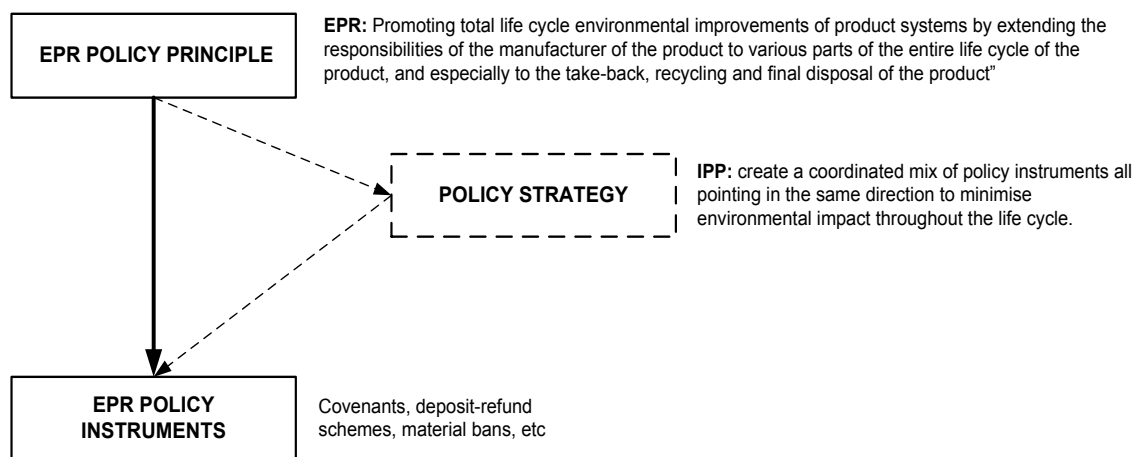 EPR POLICY PRINCIPLE
EPR: Promoting total life cycle environmental improvements of product systems by extending the
responsibilities of the manufacturer of the product to various parts of the entire life cycle of the
product, and especially to the take-back, recycling and final disposal of the product”
POLICY STRATEGY
IPP: create a coordinated mix of policy instruments all
pointing in the same direction to minimise
environmental impact throughout the life cycle.
EPR POLICY
INSTRUMENTS
Covenants, deposit-refund
schemes, material bans, etc